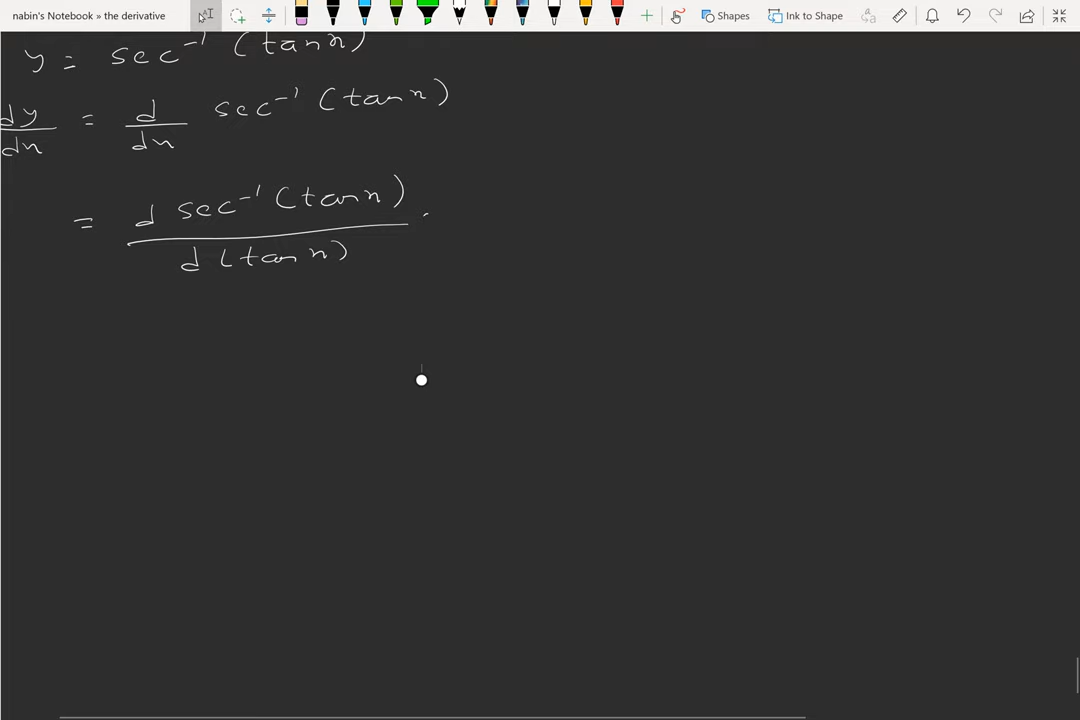 nabin's Notebook » the derivative
Shapes
Ink to Shape
y = sec⁻¹ (tan x)
dy/dx = d/dx sec⁻¹ (tan x)
= d sec⁻¹ (tan x) / d (tan x) .